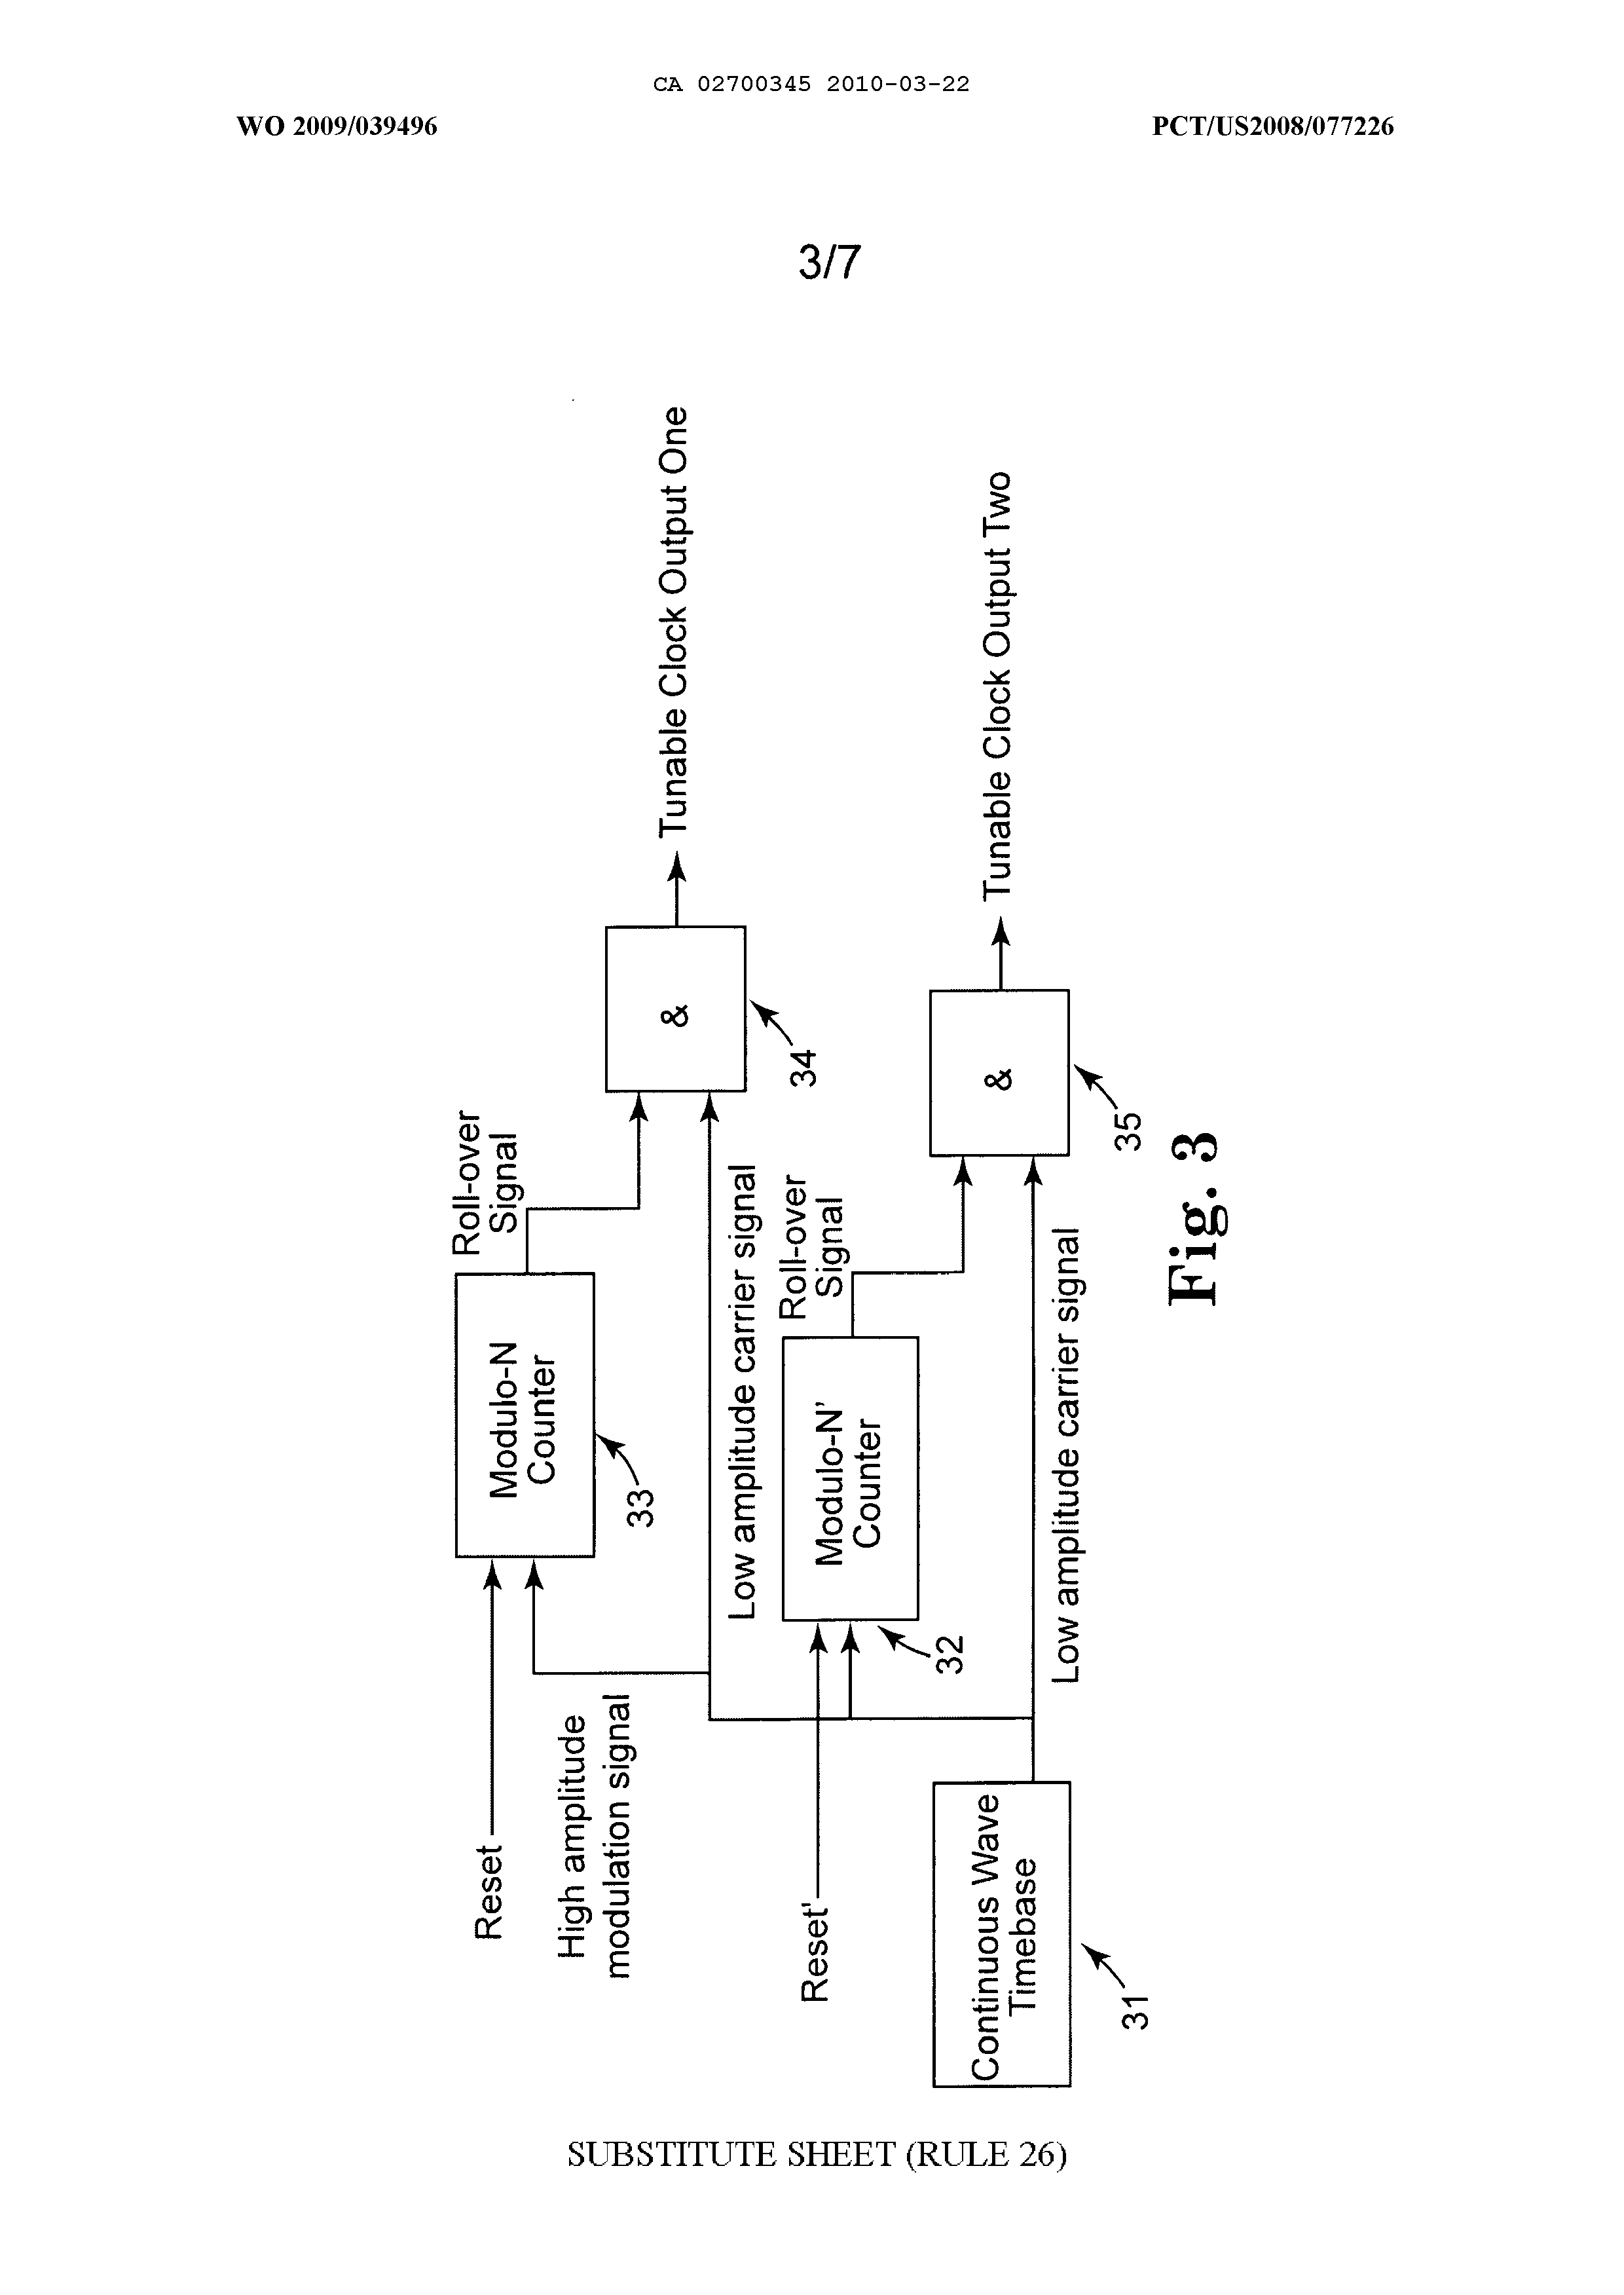 CA 02700345 2010-03-22
WO 2009/039496
PCT/US2008/077226
3/7
Reset
High amplitude
modulation signal
Modulo-N
Counter
33
Roll-over
Signal
&
34
Tunable Clock Output One
Low amplitude carrier signal
Reset'
Modulo-N'
Counter
32
Roll-over
Signal
&
35
Tunable Clock Output Two
Low amplitude carrier signal
Continuous Wave
Timebase
31
Fig. 3
SUBSTITUTE SHEET (RULE 26)